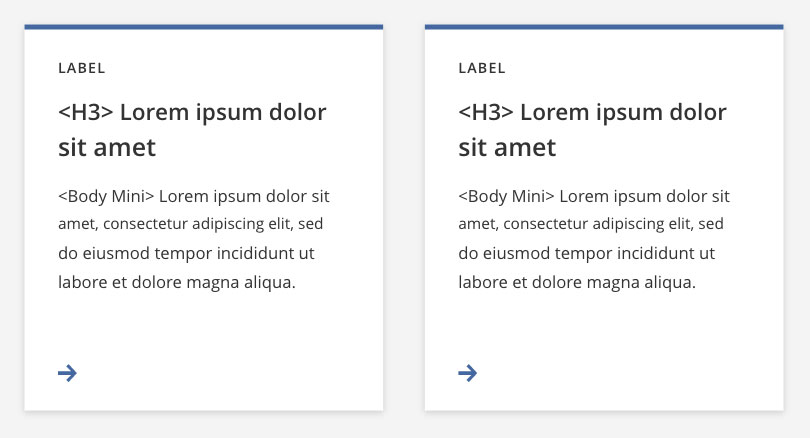 LABEL
<H3> Lorem ipsum dolor
sit amet
<Body Mini> Lorem ipsum dolor sit
amet, consectetur adipiscing elit, sed
do eiusmod tempor incididunt ut
labore et dolore magna aliqua.
LABEL
<H3> Lorem ipsum dolor
sit amet
<Body Mini> Lorem ipsum dolor sit
amet, consectetur adipiscing elit, sed
do eiusmod tempor incididunt ut
labore et dolore magna aliqua.